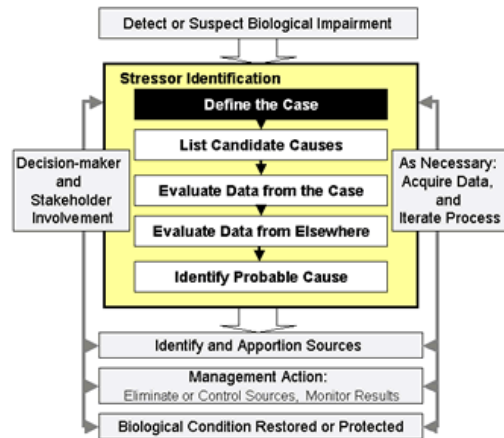 Detect or Suspect Biological Impairment
Stressor Identification
Define the Case
List Candidate Causes
Evaluate Data from the Case
Evaluate Data from Elsewhere
Identify Probable Cause
Decision-maker
and
Stakeholder
Involvement
As Necessary:
Acquire Data,
and
Iterate Process
Identify and Apportion Sources
Management Action:
Eliminate or Control Sources, Monitor Results
Biological Condition Restored or Protected